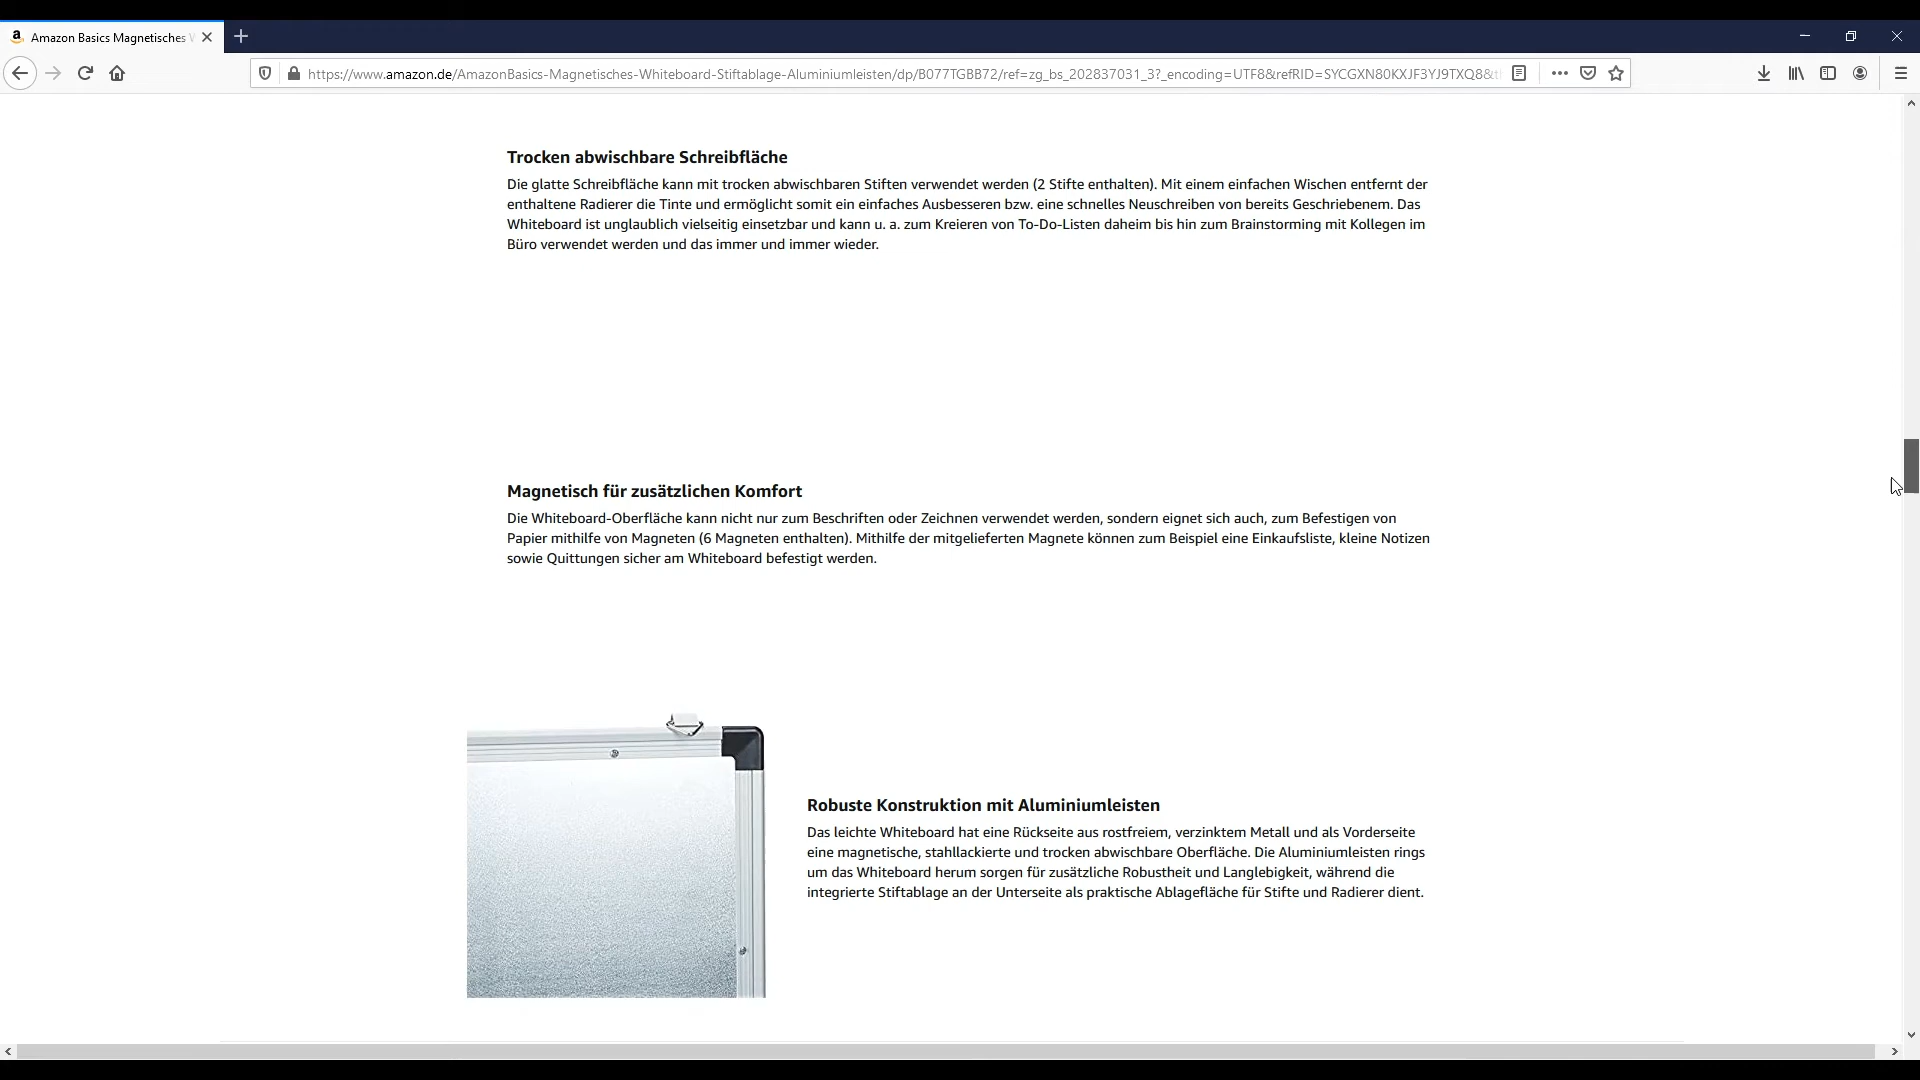 Amazon Basics Magnetisches
https://www.amazon.de/AmazonBasics-Magnetisches-Whiteboard-Stiftablage-Aluminiumleisten/dp/B077TGBB72/ref=zg_bs_202837031_3?_encoding=UTF8&refRID=SYCGXN80KXJF3YJ9TXQ8&
Trocken abwischbare Schreibfläche
Die glatte Schreibfläche kann mit trocken abwischbaren Stiften verwendet werden (2 Stifte enthalten). Mit einem einfachen Wischen entfernt der
enthaltene Radierer die Tinte und ermöglicht somit ein einfaches Ausbesseren bzw. eine schnelles Neuschreiben von bereits Geschriebenem. Das
Whiteboard ist unglaublich vielseitig einsetzbar und kann u. a. zum Kreieren von To-Do-Listen daheim bis hin zum Brainstorming mit Kollegen im
Büro verwendet werden und das immer und immer wieder.
Magnetisch für zusätzlichen Komfort
Die Whiteboard-Oberfläche kann nicht nur zum Beschriften oder Zeichnen verwendet werden, sondern eignet sich auch, zum Befestigen von
Papier mithilfe von Magneten (6 Magneten enthalten). Mithilfe der mitgelieferten Magnete können zum Beispiel eine Einkaufsliste, kleine Notizen
sowie Quittungen sicher am Whiteboard befestigt werden.
Robuste Konstruktion mit Aluminiumleisten
Das leichte Whiteboard hat eine Rückseite aus rostfreiem, verzinktem Metall und als Vorderseite
eine magnetische, stahllackierte und trocken abwischbare Oberfläche. Die Aluminiumleisten rings
um das Whiteboard herum sorgen für zusätzliche Robustheit und Langlebigkeit, während die
integrierte Stiftablage an der Unterseite als praktische Ablagefläche für Stifte und Radierer dient.